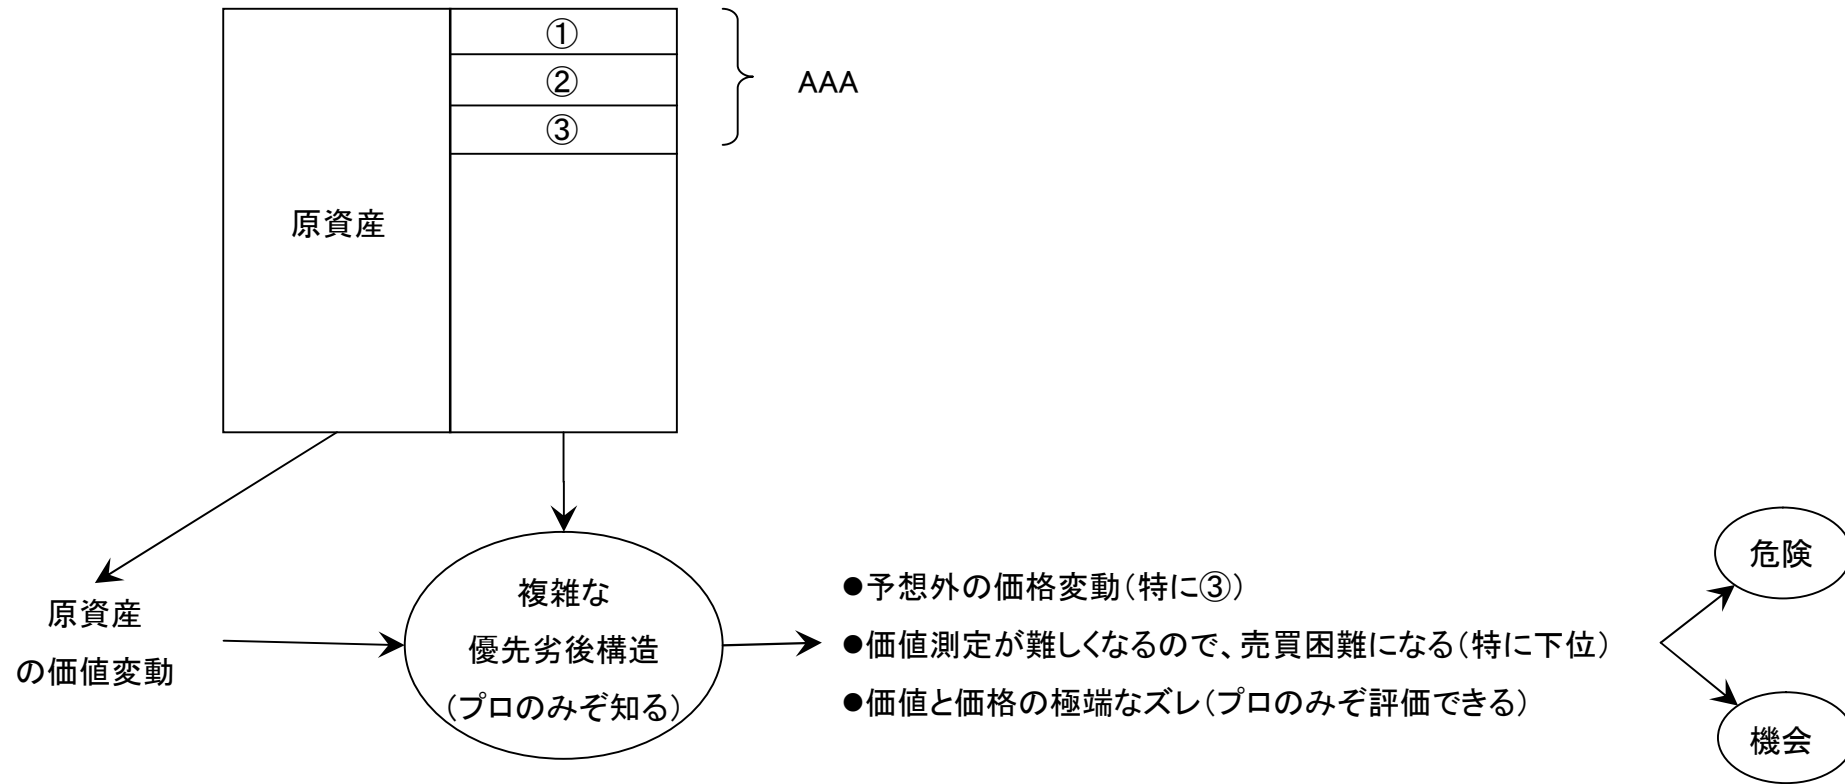 ①
②
③
AAA
原資産
原資産
の価値変動
複雑な
優先劣後構造
(プロのみぞ知る)
●予想外の価格変動(特に③)
●価値測定が難しくなるので、売買困難になる(特に下位)
●価値と価格の極端なズレ(プロのみぞ評価できる)
危険
機会